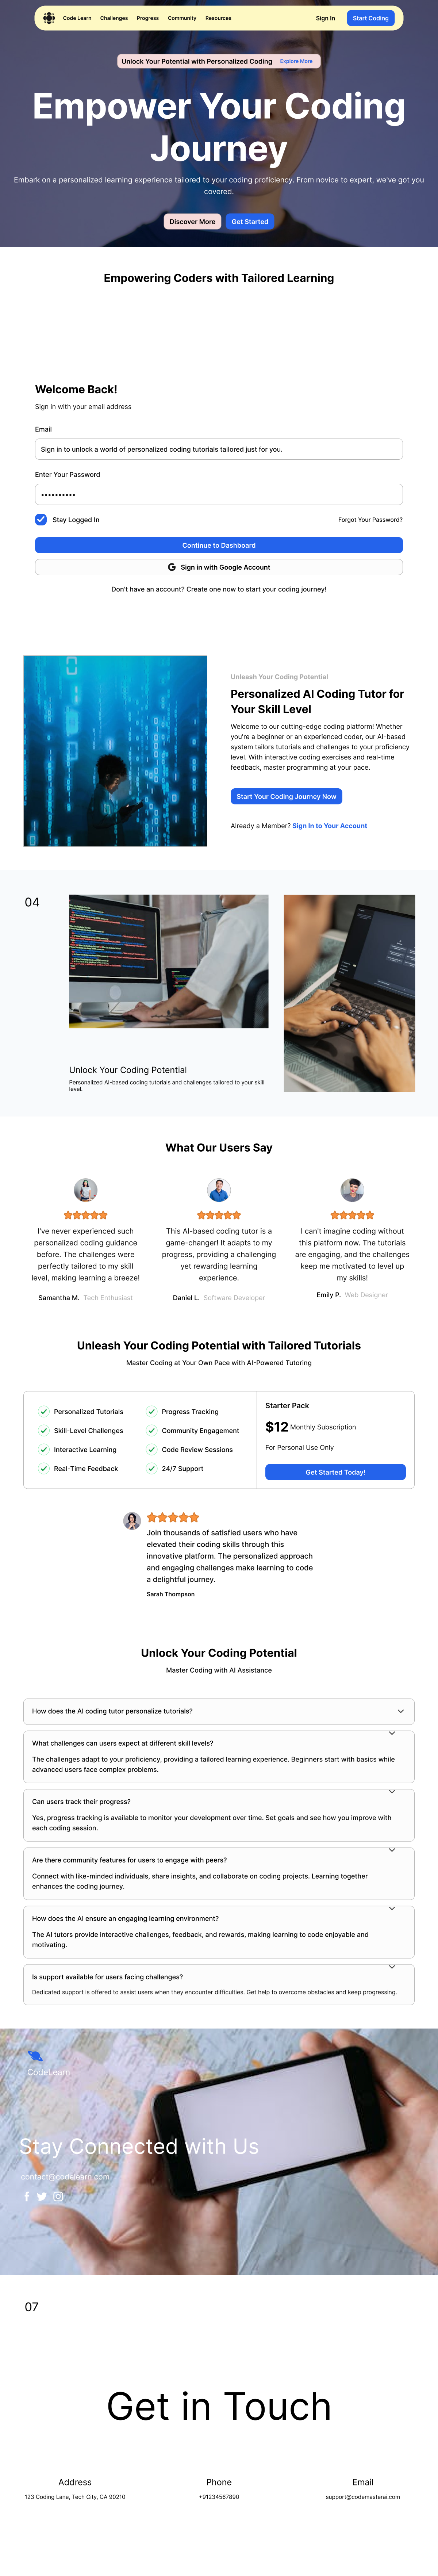 Code Learn
Challenges
Progress
Community
Resources
Sign In
Start Coding
Unlock Your Potential with Personalized Coding
Explore More
Empower Your Coding
Journey
Embark on a personalized learning experience tailored to your coding proficiency. From novice to expert, we've got you
covered.
Discover More
Get Started
Empowering Coders with Tailored Learning
Welcome Back!
Sign in with your email address
Email
Sign in to unlock a world of personalized coding tutorials tailored just for you.
Enter Your Password
Stay Logged In
Forgot Your Password?
Continue to Dashboard
Sign in with Google Account
Don't have an account? Create one now to start your coding journey!
Unleash Your Coding Potential
Personalized AI Coding Tutor for
Your Skill Level
Welcome to our cutting-edge coding platform! Whether
you're a beginner or an experienced coder, our AI-based
system tailors tutorials and challenges to your proficiency
level. With interactive coding exercises and real-time
feedback, master programming at your pace.
Start Your Coding Journey Now
Already a Member? Sign In to Your Account
04
Unlock Your Coding Potential
Personalized AI-based coding tutorials and challenges tailored to your skill
level.
What Our Users Say
I've never experienced such
personalized coding guidance
before. The challenges were
perfectly tailored to my skill
level, making learning a breeze!
Samantha M. Tech Enthusiast
This AI-based coding tutor is a
game-changer! It adapts to my
progress, providing a challenging
yet rewarding learning
experience.
Daniel L. Software Developer
I can't imagine coding without
this platform now. The tutorials
are engaging, and the challenges
keep me motivated to level up
my skills!
Emily P. Web Designer
Unleash Your Coding Potential with Tailored Tutorials
Master Coding at Your Own Pace with AI-Powered Tutoring
Personalized Tutorials
Progress Tracking
Skill-Level Challenges
Community Engagement
Interactive Learning
Code Review Sessions
Real-Time Feedback
24/7 Support
Starter Pack
$12 Monthly Subscription
For Personal Use Only
Get Started Today!
Join thousands of satisfied users who have
elevated their coding skills through this
innovative platform. The personalized approach
and engaging challenges make learning to code
a delightful journey.
Sarah Thompson
Unlock Your Coding Potential
Master Coding with AI Assistance
How does the AI coding tutor personalize tutorials?
What challenges can users expect at different skill levels?
The challenges adapt to your proficiency, providing a tailored learning experience. Beginners start with basics while
advanced users face complex problems.
Can users track their progress?
Yes, progress tracking is available to monitor your development over time. Set goals and see how you improve with
each coding session.
Are there community features for users to engage with peers?
Connect with like-minded individuals, share insights, and collaborate on coding projects. Learning together
enhances the coding journey.
How does the AI ensure an engaging learning environment?
The AI tutors provide interactive challenges, feedback, and rewards, making learning to code enjoyable and
motivating.
Is support available for users facing challenges?
Dedicated support is offered to assist users when they encounter difficulties. Get help to overcome obstacles and keep progressing.
CodeLearn
Stay Connected with Us
contact@codelearn.com
07
Get in Touch
Address
123 Coding Lane, Tech City, CA 90210
Phone
+91234567890
Email
support@codemasterai.com